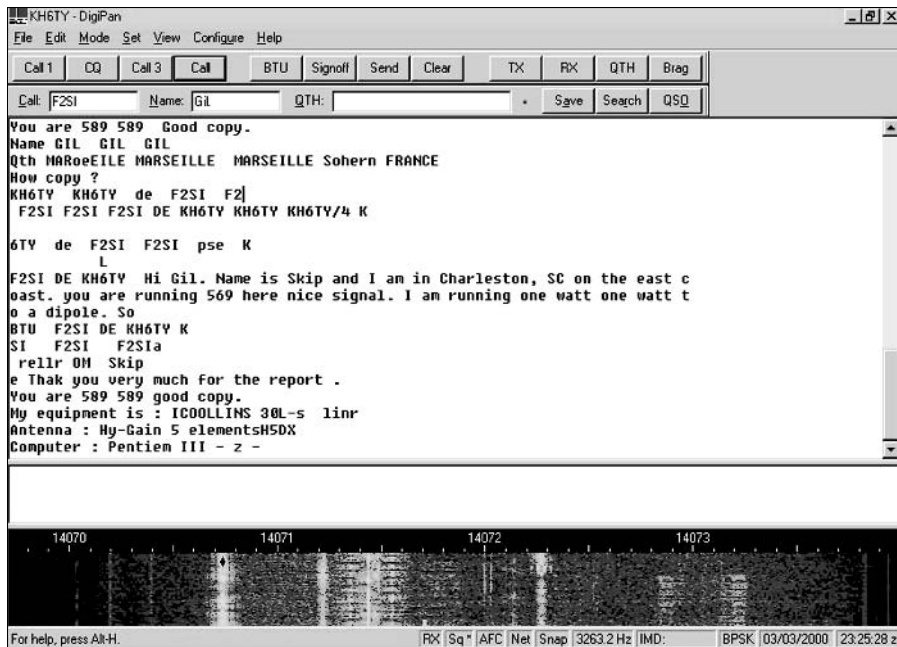 KH6TY - DigiPan
File Edit Mode Set View Configure Help
Call 1 CQ Call 3 Call BTU Signoff Send Clear TX RX QTH Brag
Call: F2SI Name: Gil QTH: Save Search QSO
You are 589 589 Good copy.
Name GIL GIL GIL
Qth MARoeEILE MARSEILLE MARSEILLE Sohern FRANCE
How copy ?
KH6TY KH6TY de F2SI F2
F2SI F2SI F2SI DE KH6TY KH6TY KH6TY/4 K
6TY de F2SI F2SI pse K
L
F2SI DE KH6TY Hi Gil. Name is Skip and I am in Charleston, SC on the east c
oast. you are running 569 here nice signal. I am running one watt one watt t
o a dipole. So
BTU F2SI DE KH6TY K
SI F2SI F2SIa
rellr OM Skip
e Thak you very much for the report .
You are 589 589 good copy.
My equipment is : ICOOLLINS 30L-s linr
Antenna : Hy-Gain 5 elementsH5DX
Computer : Pentiem III - z -
14070 14071 14072 14073
For help, press Alt-H. RX Sq " AFC Net Snap 3263.2 Hz IMD: BPSK 03/03/2000 23:25:28 z